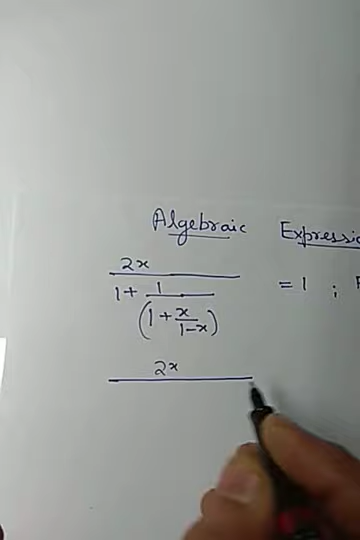 Algebraic Expressio
2x / (1 + 1 / (1 + x / (1-x))) = 1 ;
2x